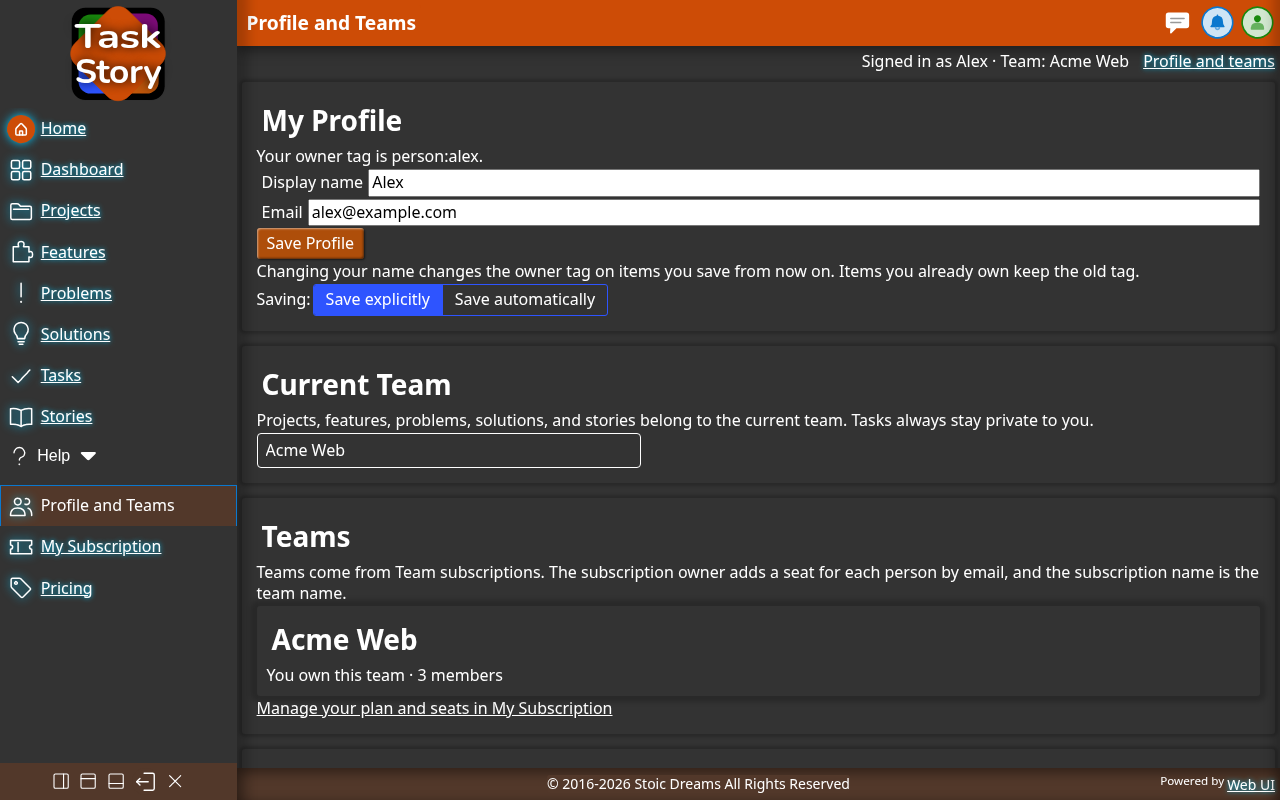 Task
Story
Home
Dashboard
Projects
Features
Problems
Solutions
Tasks
Stories
Help
Profile and Teams
My Subscription
Pricing
Profile and Teams
Signed in as Alex · Team: Acme Web Profile and teams
My Profile
Your owner tag is person:alex.
Display name Alex
Email alex@example.com
Save Profile
Changing your name changes the owner tag on items you save from now on. Items you already own keep the old tag.
Saving: Save explicitly Save automatically
Current Team
Projects, features, problems, solutions, and stories belong to the current team. Tasks always stay private to you.
Acme Web
Teams
Teams come from Team subscriptions. The subscription owner adds a seat for each person by email, and the subscription name is the
team name.
Acme Web
You own this team · 3 members
Manage your plan and seats in My Subscription
© 2016-2026 Stoic Dreams All Rights Reserved
Powered by Web UI